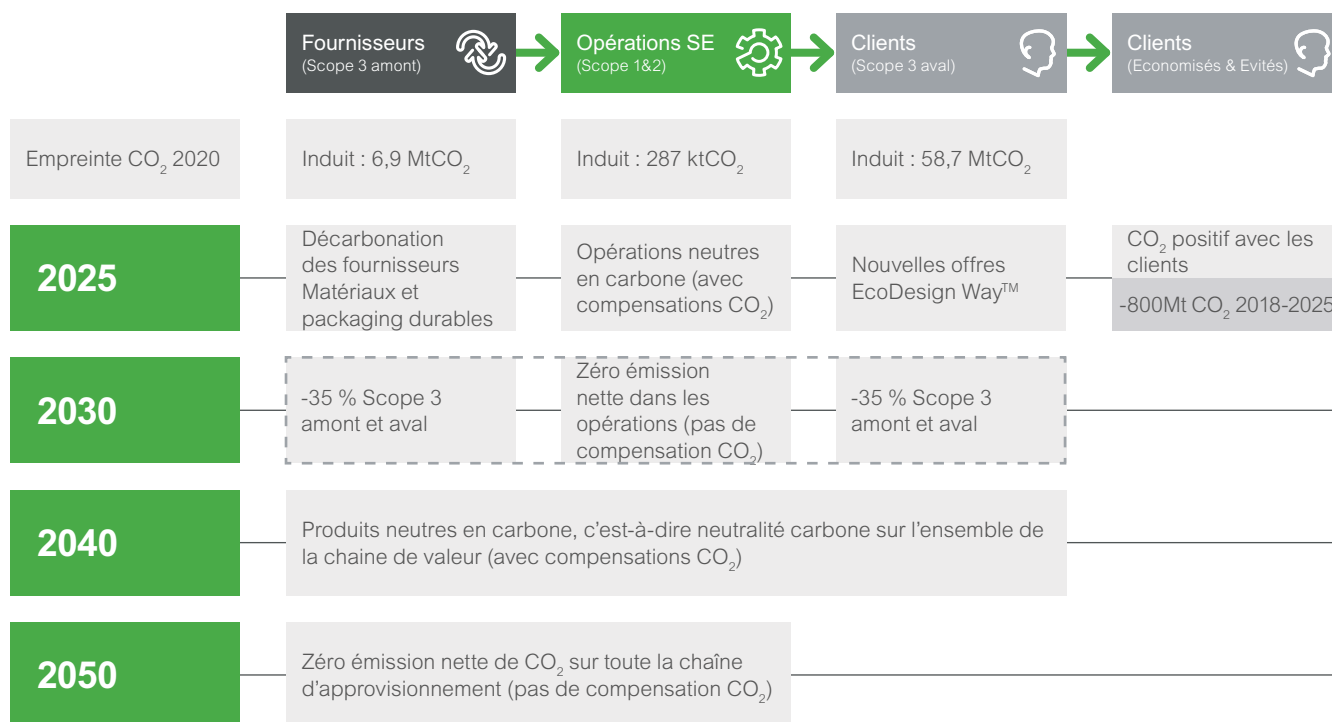 Fournisseurs
(Scope 3 amont)
Opérations SE
(Scope 1&2)
Clients
(Scope 3 aval)
Clients
(Economisés & Evités)
Empreinte CO₂ 2020
Induit : 6,9 MtCO₂
Induit : 287 ktCO₂
Induit : 58,7 MtCO₂
2025
Décarbonation
des fournisseurs
Matériaux et
packaging durables
Opérations neutres
en carbone (avec
compensations CO₂)
Nouvelles offres
EcoDesign Way™
CO₂ positif avec les
clients
-800Mt CO₂ 2018-2025
2030
-35 % Scope 3
amont et aval
Zéro émission
nette dans les
opérations (pas de
compensation CO₂)
-35 % Scope 3
amont et aval
2040
Produits neutres en carbone, c’est-à-dire neutralité carbone sur l’ensemble de
la chaine de valeur (avec compensations CO₂)
2050
Zéro émission nette de CO₂ sur toute la chaîne
d’approvisionnement (pas de compensation CO₂)